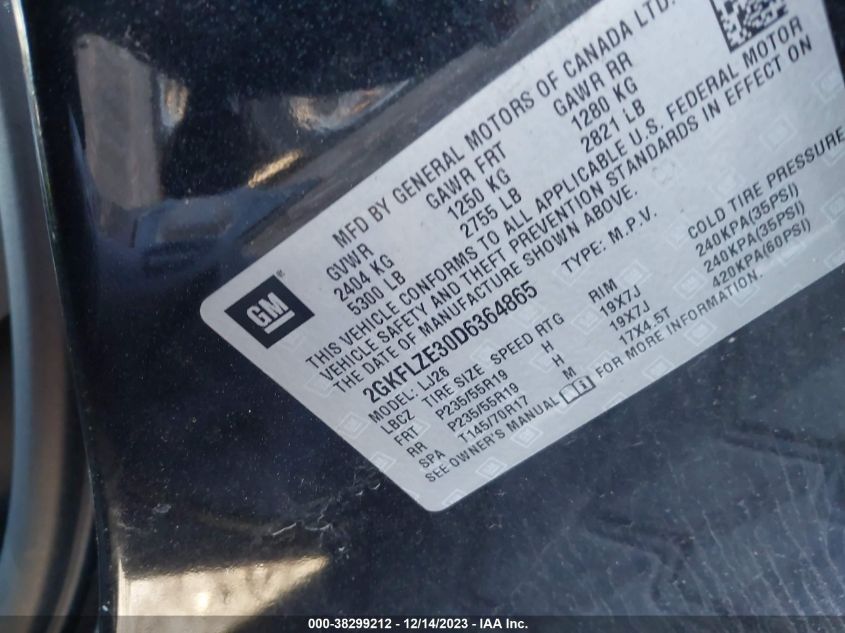 MFD BY GENERAL MOTORS OF CANADA LTD.
GVWR GAWR FRT GAWR RR
2404 KG 1250 KG 1280 KG
5300 LB 2755 LB 2821 LB
THIS VEHICLE CONFORMS TO ALL APPLICABLE U.S. FEDERAL MOTOR
VEHICLE SAFETY AND THEFT PREVENTION STANDARDS IN EFFECT ON
THE DATE OF MANUFACTURE SHOWN ABOVE.
GM
2GKFLZE30D6364865 TYPE: M.P.V.
MODEL: LJ26
LBCZ TIRE SIZE SPEED RTG RIM COLD TIRE PRESSURE
FRT P235/55R19 H 19X7J 240KPA(35PSI)
RR P235/55R19 H 19X7J 240KPA(35PSI)
SPA T145/70R17 M 17X4.5T 420KPA(60PSI)
SEE OWNER'S MANUAL i FOR MORE INFORMATION.
000-38299212 - 12/14/2023 - IAA Inc.